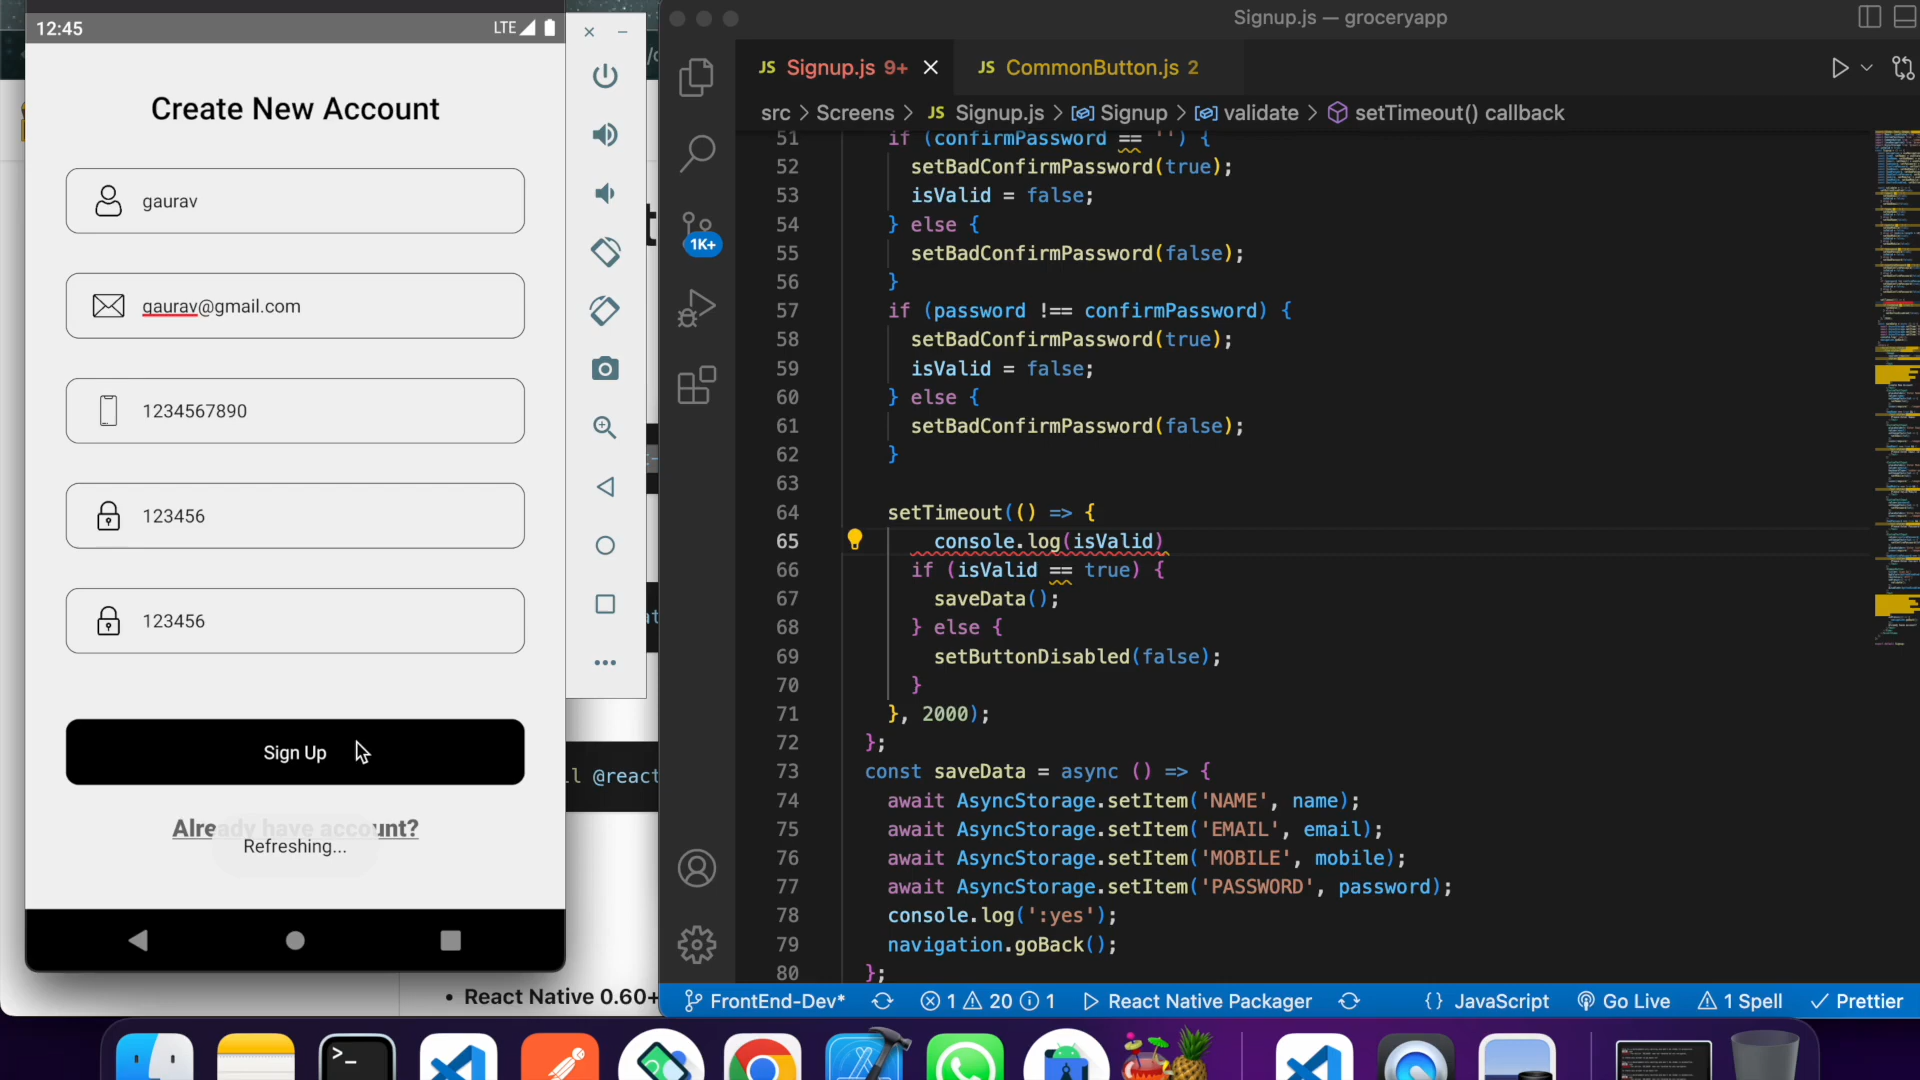 12:45
LTE
Create New Account
gaurav
gaurav@gmail.com
1234567890
123456
123456
Sign Up
Already have account?
Refreshing...
ll @react
• React Native 0.60+
Signup.js — groceryapp
JS Signup.js 9+
JS CommonButton.js 2
src > Screens > JS Signup.js > Signup > validate > setTimeout() callback
1K+
51 if (confirmPassword == '') {
52 setBadConfirmPassword(true);
53 isValid = false;
54 } else {
55 setBadConfirmPassword(false);
56 }
57 if (password !== confirmPassword) {
58 setBadConfirmPassword(true);
59 isValid = false;
60 } else {
61 setBadConfirmPassword(false);
62 }
63
64 setTimeout(() => {
65 console.log(isValid)
66 if (isValid == true) {
67 saveData();
68 } else {
69 setButtonDisabled(false);
70 }
71 }, 2000);
72 };
73 const saveData = async () => {
74 await AsyncStorage.setItem('NAME', name);
75 await AsyncStorage.setItem('EMAIL', email);
76 await AsyncStorage.setItem('MOBILE', mobile);
77 await AsyncStorage.setItem('PASSWORD', password);
78 console.log(':yes');
79 navigation.goBack();
80 };
FrontEnd-Dev* 1 20 1 React Native Packager {} JavaScript Go Live 1 Spell Prettier